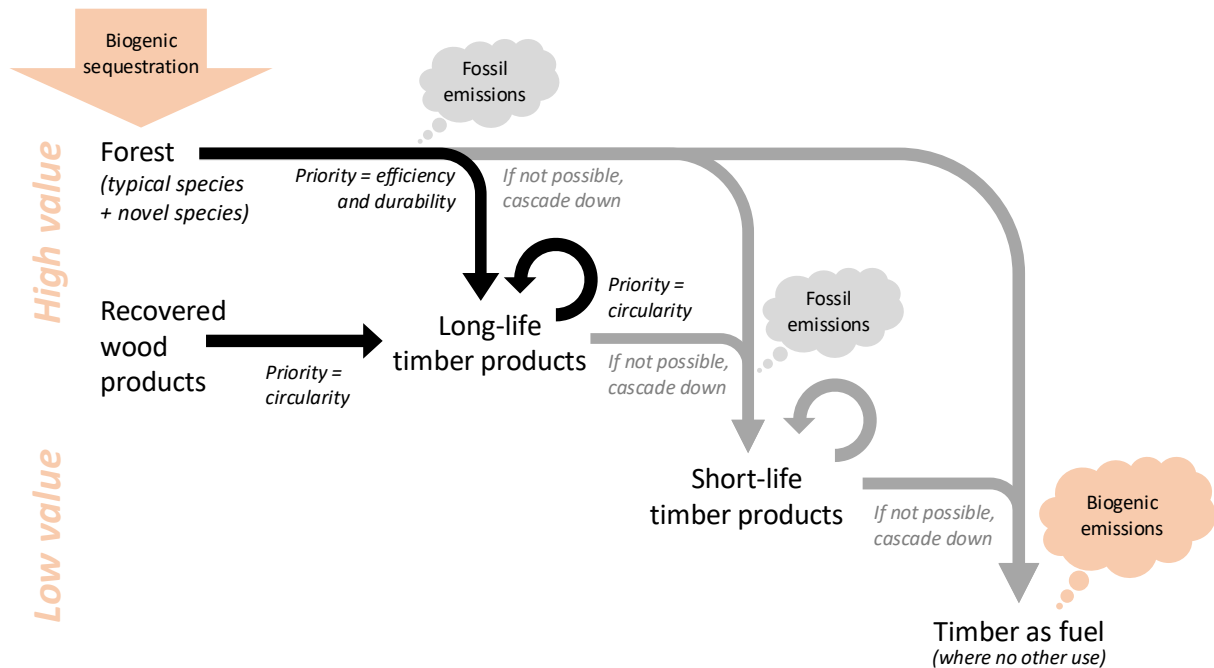 Biogenic
sequestration
Fossil
emissions
High value
Forest
(typical species
+ novel species)
Priority = efficiency
and durability
If not possible,
cascade down
Recovered
wood
products
Priority =
circularity
Long-life
timber products
Priority =
circularity
If not possible,
cascade down
Fossil
emissions
Low value
Short-life
timber products
If not possible,
cascade down
Biogenic
emissions
Timber as fuel
(where no other use)